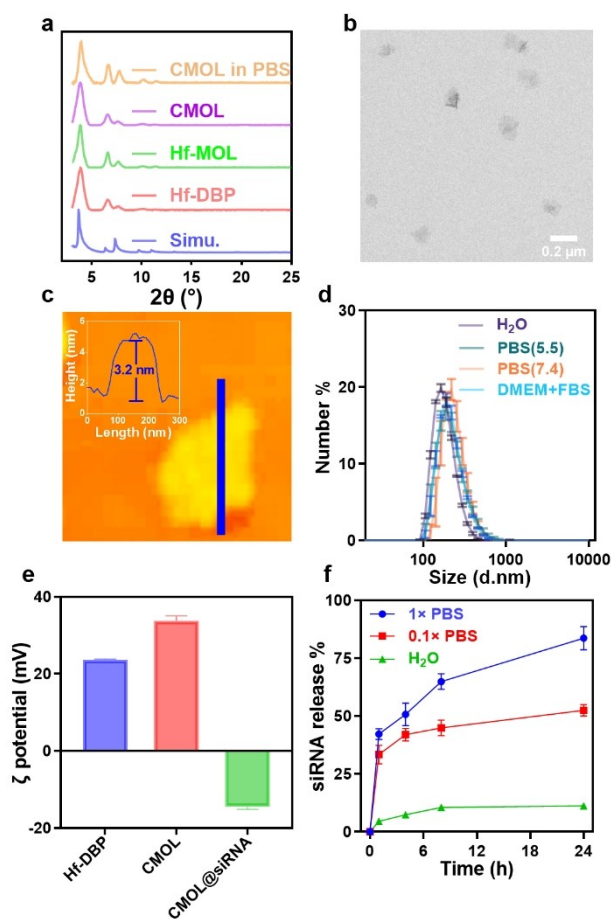 a
CMOL in PBS
CMOL
Hf-MOL
Hf-DBP
Simu.
5 10 15 20 25
2θ (°)
b
0.2 μm
c
Height (nm)
6
4
2
0
3.2 nm
0 100 200 300
Length (nm)
d
Number %
30
20
10
0
H₂O
PBS(5.5)
PBS(7.4)
DMEM+FBS
100 1000 10000
Size (d.nm)
e
ζ potential (mV)
40
20
0
-20
Hf-DBP
CMOL
CMOL@siRNA
f
siRNA release %
100
75
50
25
0
1× PBS
0.1× PBS
H₂O
0 6 12 18 24
Time (h)